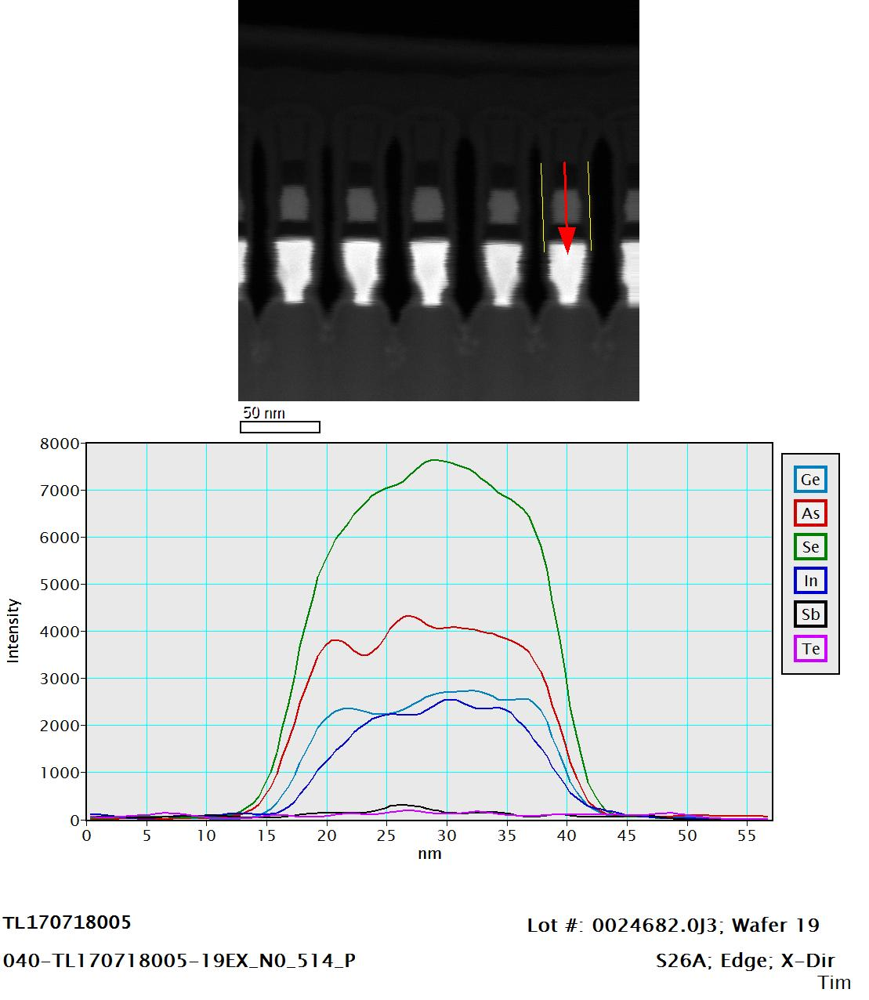 50 nm
8000
7000
6000
5000
4000
3000
2000
1000
0
Intensity
0 5 10 15 20 25 30 35 40 45 50 55
nm
Ge
As
Se
In
Sb
Te
TL170718005
Lot #: 0024682.0J3; Wafer 19
040-TL170718005-19EX_N0_514_P
S26A; Edge; X-Dir
Tim